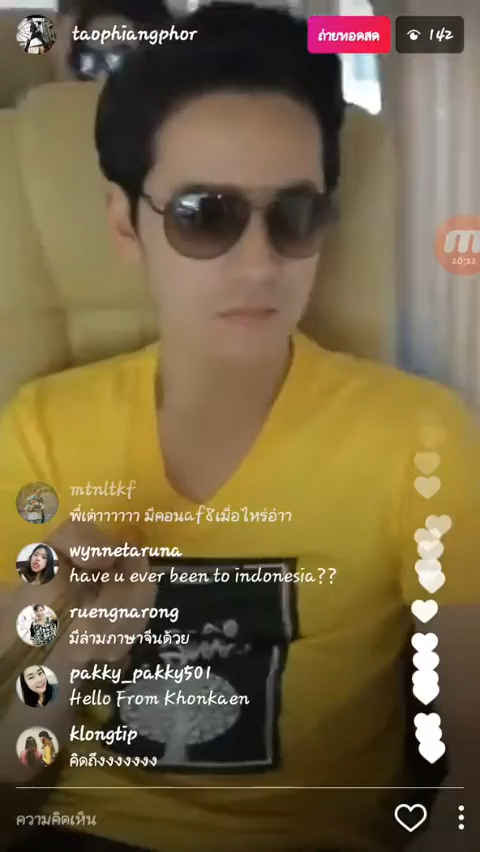 taophiangphor
ถ่ายทอดสด
142
20:22
mtnltkf
พี่เต๋าาาาาา มีคอนaf8เมื่อไหร่อ่าา
wynnetaruna
have u ever been to indonesia??
ruengnarong
มีล่ามภาษาจีนด้วย
pakky_pakky501
Hello From Khonkaen
klongtip
คิดถึงงงงงงง
ความคิดเห็น